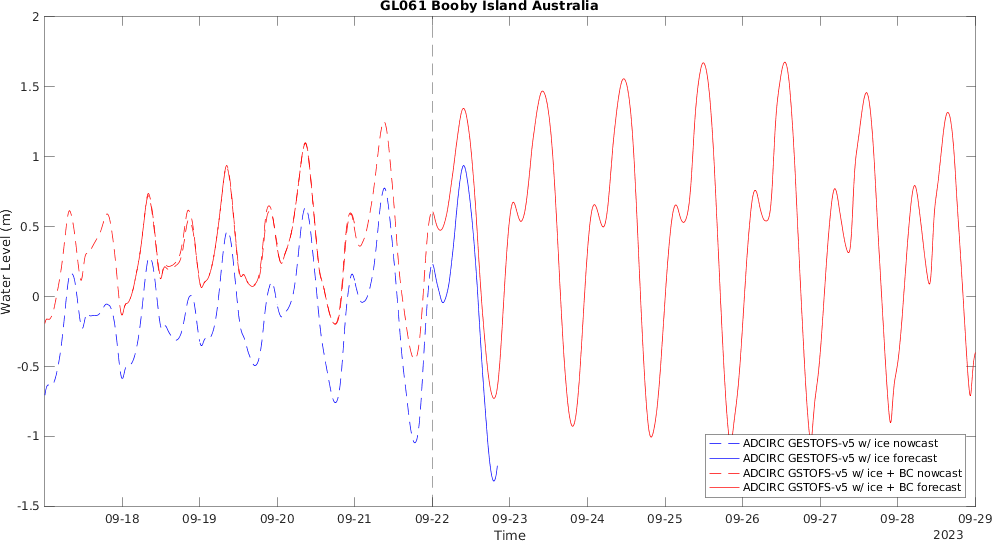 GL061 Booby Island Australia
Water Level (m)
2
1.5
1
0.5
0
-0.5
-1
-1.5
09-18 09-19 09-20 09-21 09-22 09-23 09-24 09-25 09-26 09-27 09-28 09-29
Time
2023
ADCIRC GESTOFS-v5 w/ ice nowcast
ADCIRC GESTOFS-v5 w/ ice forecast
ADCIRC GSTOFS-v5 w/ ice + BC nowcast
ADCIRC GSTOFS-v5 w/ ice + BC forecast